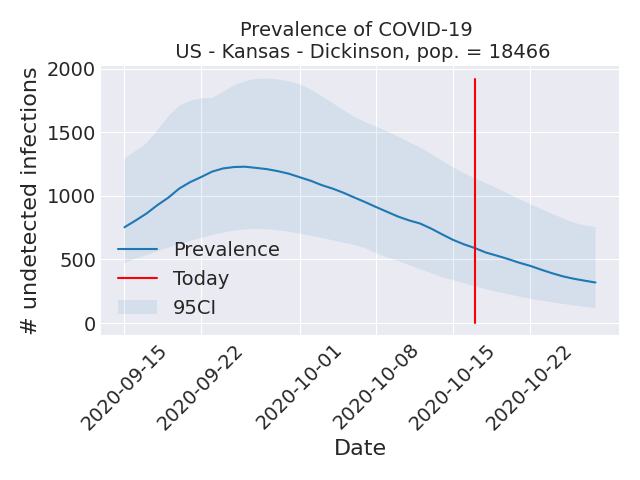 Prevalence of COVID-19
US - Kansas - Dickinson, pop. = 18466
# undetected infections
2000
1500
1000
500
0
Prevalence
Today
95CI
2020-09-15
2020-09-22
2020-10-01
2020-10-08
2020-10-15
2020-10-22
Date